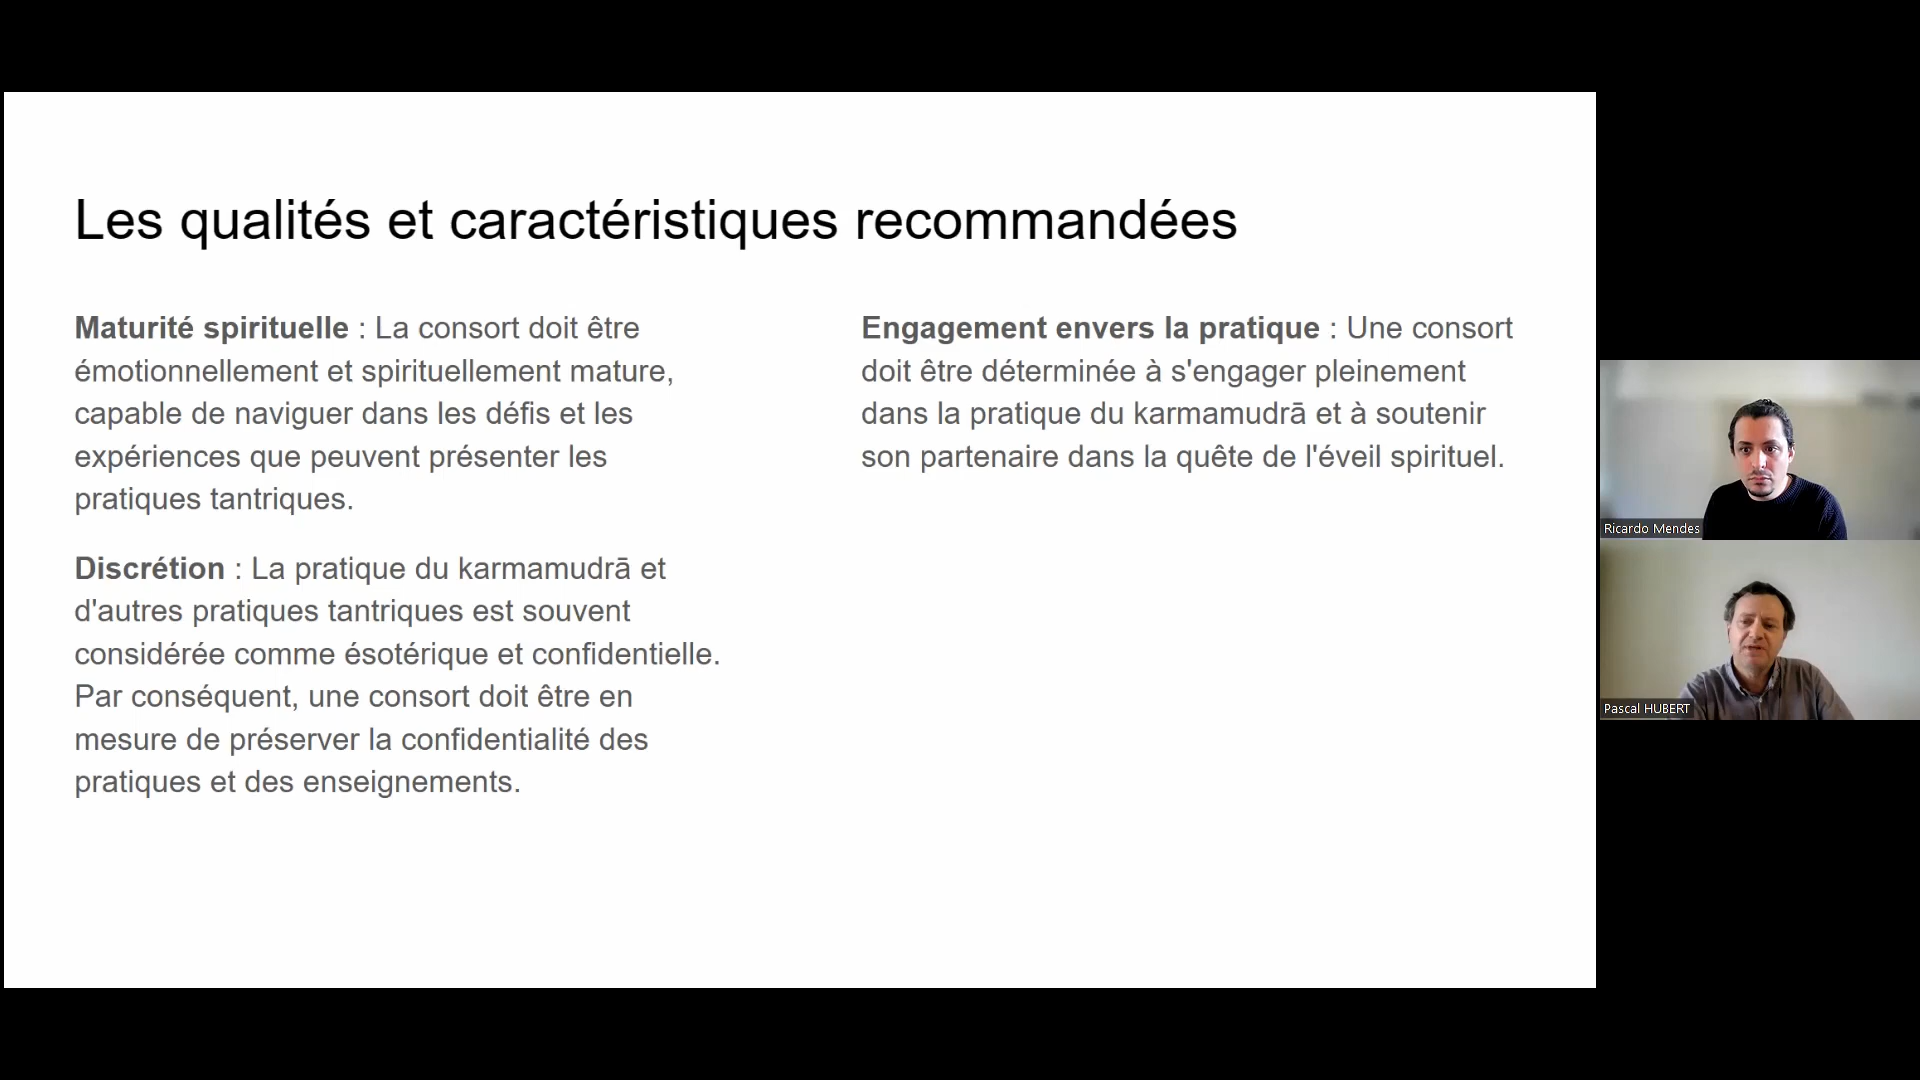 Les qualités et caractéristiques recommandées
Maturité spirituelle : La consort doit être
émotionnellement et spirituellement mature,
capable de naviguer dans les défis et les
expériences que peuvent présenter les
pratiques tantriques.
Discrétion : La pratique du karmamudrā et
d'autres pratiques tantriques est souvent
considérée comme ésotérique et confidentielle.
Par conséquent, une consort doit être en
mesure de préserver la confidentialité des
pratiques et des enseignements.
Engagement envers la pratique : Une consort
doit être déterminée à s'engager pleinement
dans la pratique du karmamudrā et à soutenir
son partenaire dans la quête de l'éveil spirituel.
Ricardo Mendes
Pascal HUBERT